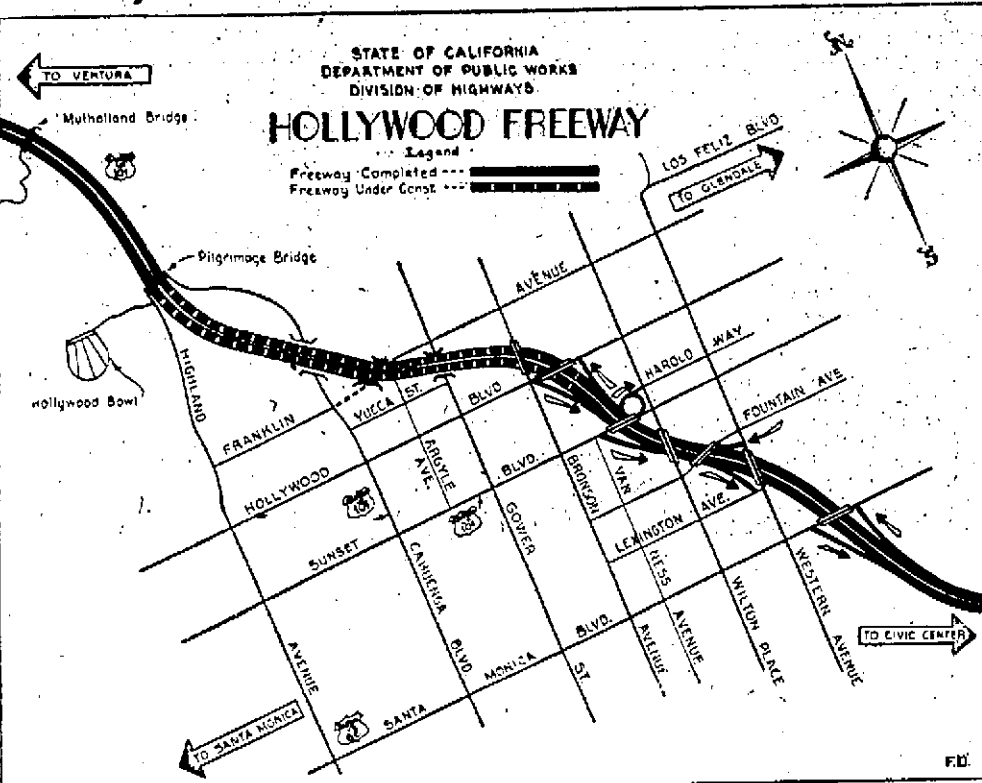 STATE OF CALIFORNIA
DEPARTMENT OF PUBLIC WORKS
DIVISION OF HIGHWAYS
HOLLYWOOD FREEWAY
Legend
Freeway Completed ---
Freeway Under Const. ---
TO VENTURA
Mulholland Bridge
101
Pilgrimage Bridge
Hollywood Bowl
N
S
LOS FELIZ BLVD.
TO GLENDALE
AVENUE
HAROLD WAY
FOUNTAIN AVE
HIGHLAND
FRANKLIN
YUCCA ST.
BLVD
HOLLYWOOD
ARGYLE AVE.
BLVD.
SUNSET
BRONSON
VAN
LEXINGTON AVE.
GOWER
CAHUENGA
NESS
WILTON
WESTERN
AVENUE
BLVD.
MONICA
BLVD.
ST.
AVENUE
AVENUE
PLACE
AVENUE
SANTA
TO CIVIC CENTER
TO SANTA MONICA
F.D.